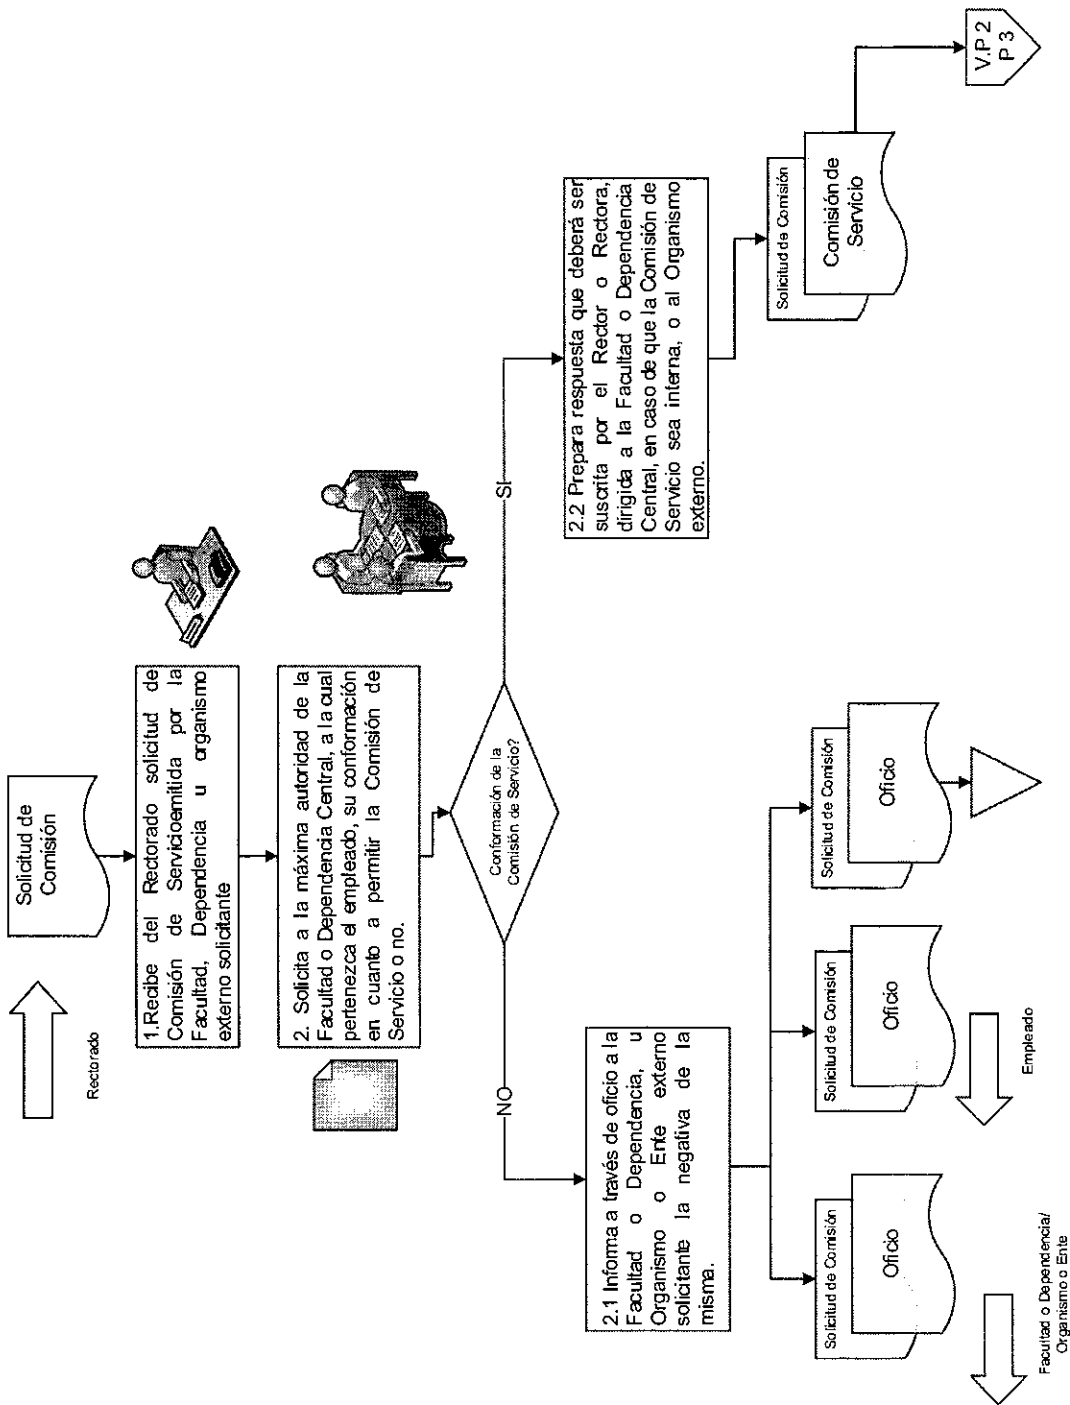 Solicitud de
Comisión
Rectorado
1.Recibe del Rectorado solicitud de
Comisión de Servicioemitida por la
Facultad, Dependencia u organismo
externo solicitante
2. Solicita a la máxima autoridad de la
Facultad o Dependencia Central, a la cual
pertenezca el empleado, su conformación
en cuanto a permitir la Comisión de
Servicio o no.
Conformación de la
Comisión de Servicio?
NO
SI
2.1 Informa a través de oficio a la
Facultad o Dependencia, u
Organismo o Ente externo
solicitante la negativa de la
misma.
2.2 Prepara respuesta que deberá ser
suscrita por el Rector o Rectora,
dirigida a la Facultad o Dependencia
Central, en caso de que la Comisión de
Servicio sea interna, o al Organismo
externo.
Solicitud de Comisión
Oficio
Facultad o Dependencia/
Organismo o Ente
Solicitud de Comisión
Oficio
Empleado
Solicitud de Comisión
Oficio
Solicitud de Comisión
Comisión de
Servicio
V.P 2
P 3